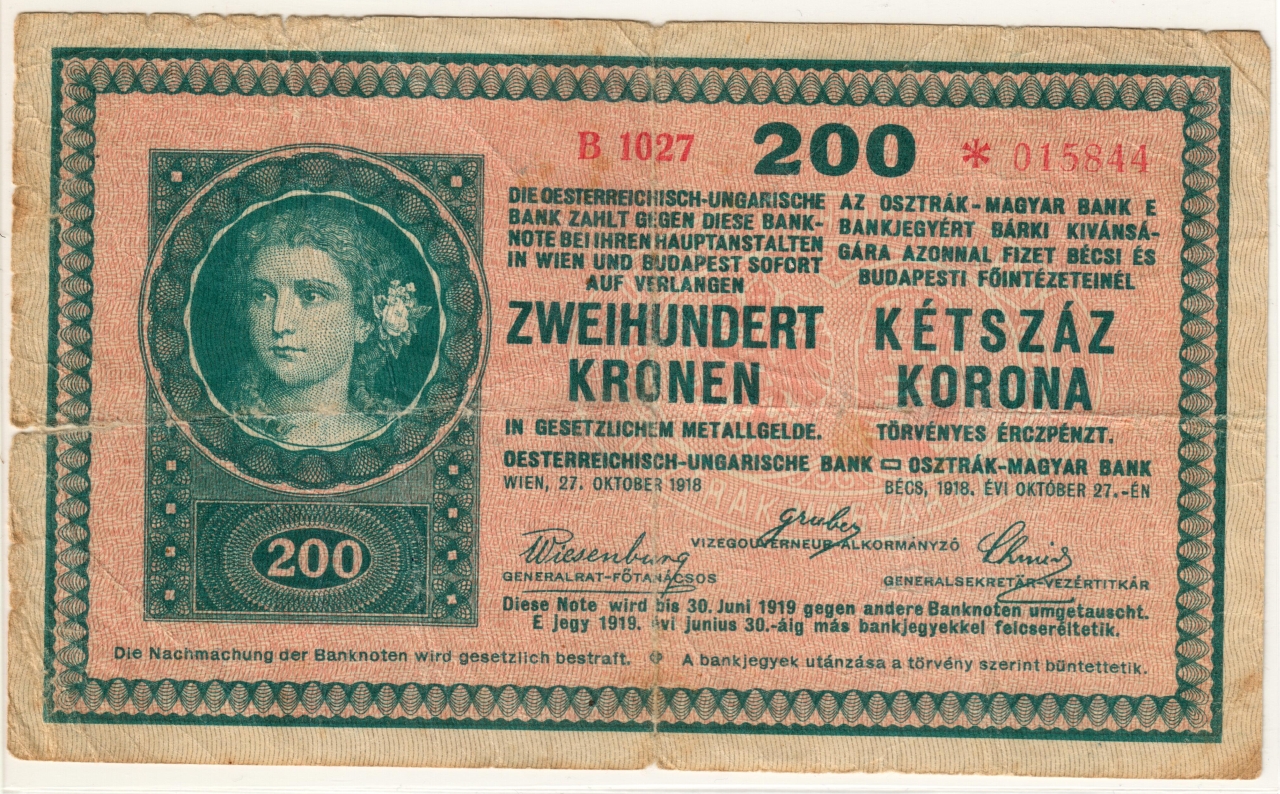 B 1027 200 * 015844
DIE OESTERREICHISCH-UNGARISCHE
BANK ZAHLT GEGEN DIESE BANK-
NOTE BEI IHREN HAUPTANSTALTEN
IN WIEN UND BUDAPEST SOFORT
AUF VERLANGEN
ZWEIHUNDERT
KRONEN
IN GESETZLICHEM METALLGELDE.
AZ OSZTRÁK-MAGYAR BANK E
BANKJEGYÉRT BÁRKI KIVÁNSÁ-
GÁRA AZONNAL FIZET BÉCSI ÉS
BUDAPESTI FŐINTÉZETEINÉL
KÉTSZÁZ
KORONA
TÖRVÉNYES ÉRCZPÉNZT.
OESTERREICHISCH-UNGARISCHE BANK OSZTRÁK-MAGYAR BANK
WIEN, 27. OKTOBER 1918
BÉCS, 1918. ÉVI OKTÓBER 27.-ÉN
200
Wiesenburg
GENERALRAT-FŐTANÁCSOS
Gruber
VIZEGOUVERNEUR-ALKORMÁNYZÓ
Schmid
GENERALSEKRETÄR-VEZÉRTITKÁR
Diese Note wird bis 30. Juni 1919 gegen andere Banknoten umgetauscht.
E jegy 1919. évi junius 30.-áig más bankjegyekkel felcseréltetik.
Die Nachmachung der Banknoten wird gesetzlich bestraft. A bankjegyek utánzása a törvény szerint büntettetik.